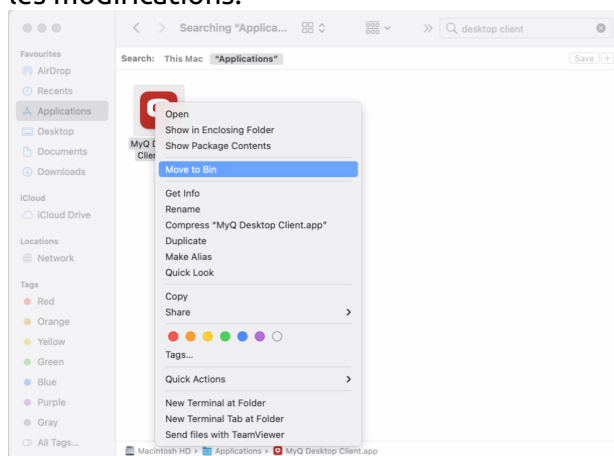 les modifications.
Searching "Applica...
desktop client
Search: This Mac "Applications"
Save
Favourites
AirDrop
Recents
Applications
Desktop
Documents
Downloads
iCloud
iCloud Drive
Locations
Network
Tags
Red
Orange
Yellow
Green
Blue
Purple
Gray
All Tags...
MyQ D
Clien
Open
Show in Enclosing Folder
Show Package Contents
Move to Bin
Get Info
Rename
Compress "MyQ Desktop Client.app"
Duplicate
Make Alias
Quick Look
Copy
Share
Tags...
Quick Actions
New Terminal at Folder
New Terminal Tab at Folder
Send files with TeamViewer
Macintosh HD › Applications › MyQ Desktop Client.app